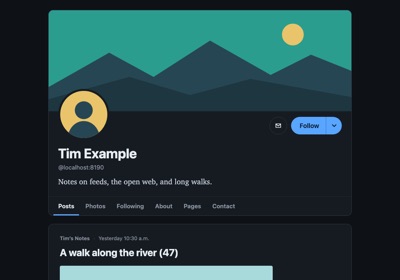 Follow
Tim Example
@localhost:8190
Notes on feeds, the open web, and long walks.
Posts Photos Following About Pages Contact
Tim's Notes · Yesterday 10:30 a.m.
A walk along the river (47)